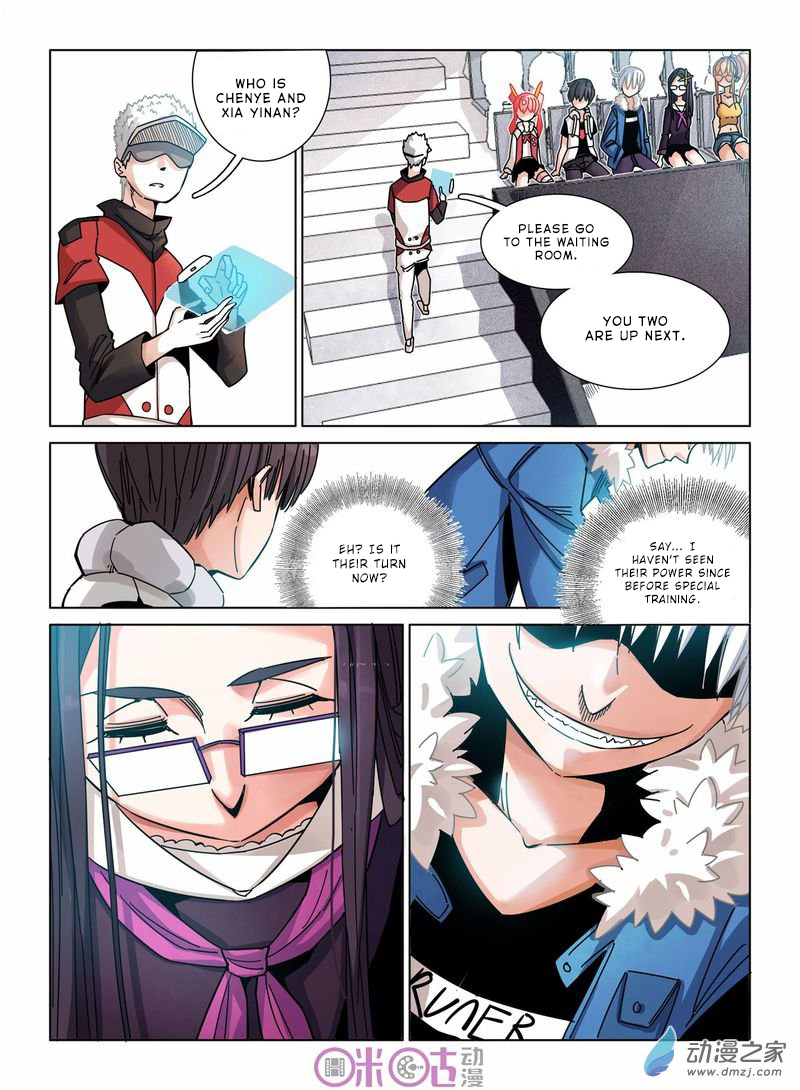 WHO IS
CHENYE AND
XIA YINAN?
PLEASE GO
TO THE WAITING
ROOM.
YOU TWO
ARE UP NEXT.
EH? IS IT
THEIR TURN
NOW?
SAY... I
HAVEN'T SEEN
THEIR POWER SINCE
BEFORE SPECIAL
TRAINING.
RUNER
咪咕动漫
动漫之家
www.dmzj.com